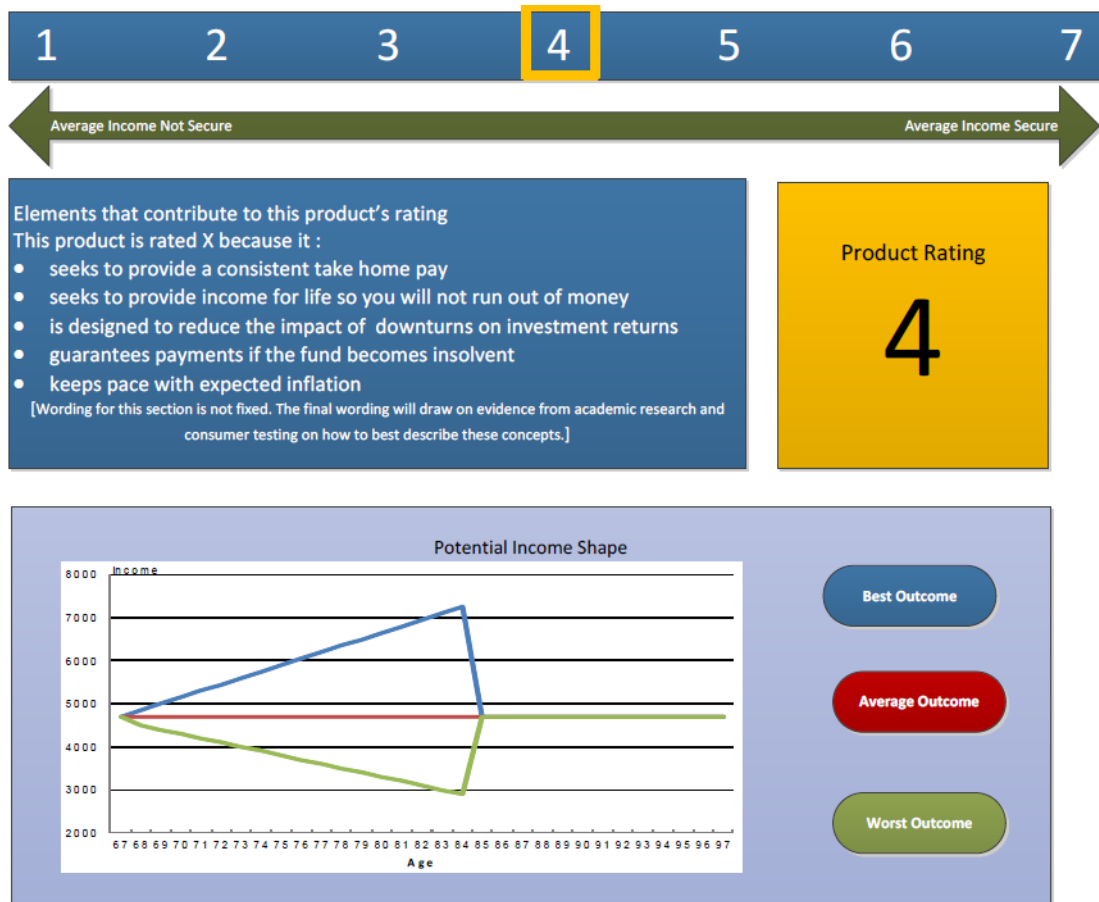 1 2 3 4 5 6 7
Average Income Not Secure Average Income Secure
Elements that contribute to this product's rating
This product is rated X because it :
• seeks to provide a consistent take home pay
• seeks to provide income for life so you will not run out of money
• is designed to reduce the impact of downturns on investment returns
• guarantees payments if the fund becomes insolvent
• keeps pace with expected inflation
[Wording for this section is not fixed. The final wording will draw on evidence from academic research and
consumer testing on how to best describe these concepts.]
Product Rating
4
Potential Income Shape
Income
8000
7000
6000
5000
4000
3000
2000
67 68 69 70 71 72 73 74 75 76 77 78 79 80 81 82 83 84 85 86 87 88 89 90 91 92 93 94 95 96 97
Age
Best Outcome
Average Outcome
Worst Outcome